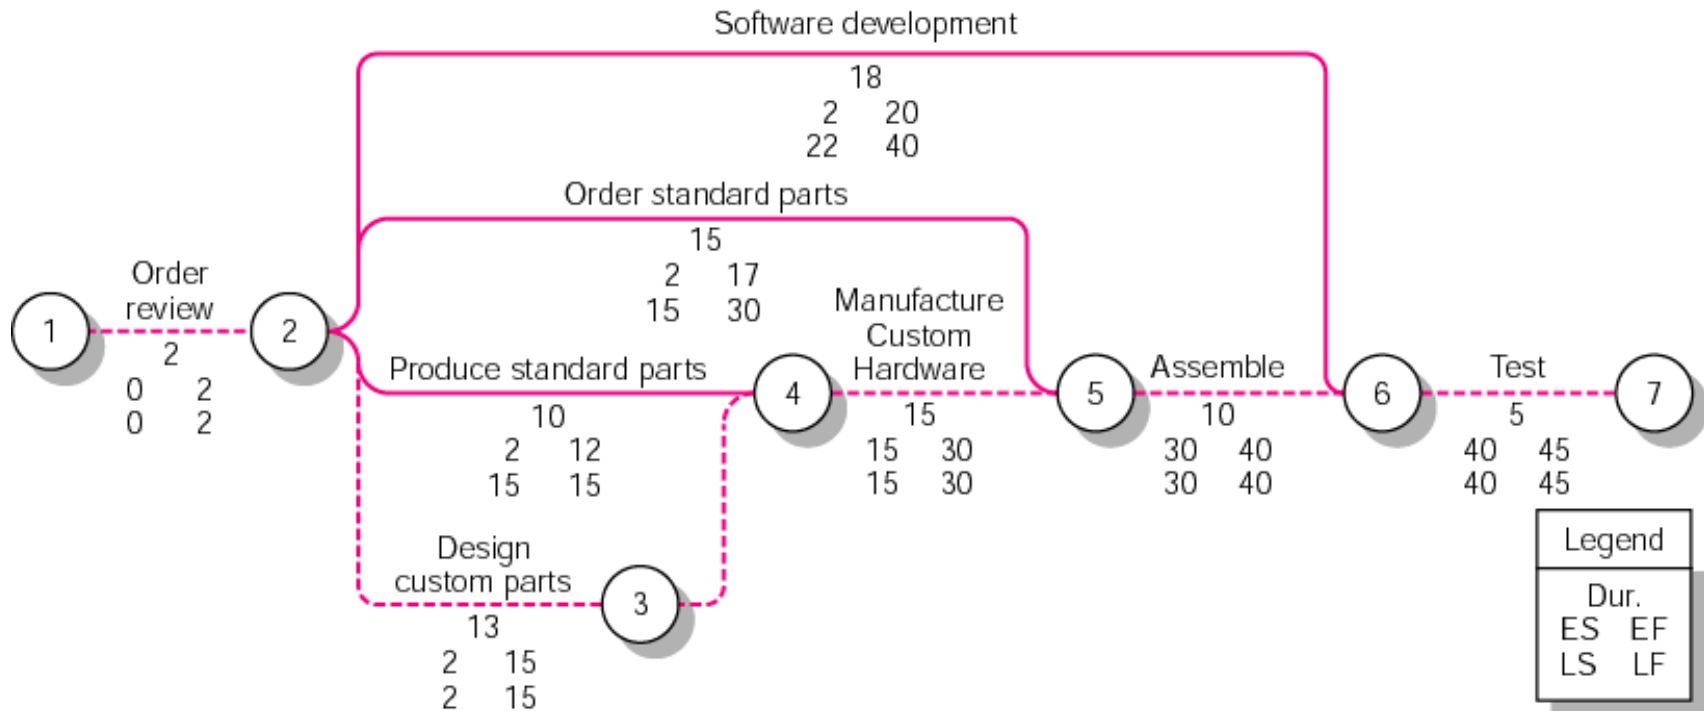 Software development
18
2 20
22 40
Order standard parts
15
2 17
15 30
Order
review
1
2
2
0 2
0 2
Produce standard parts
10
2 12
15 15
4
Manufacture
Custom
Hardware
15
15 30
15 30
5
Assemble
10
30 40
30 40
6
Test
5
40 45
40 45
7
Design
custom parts
13
2 15
2 15
3
Legend
Dur.
ES EF
LS LF